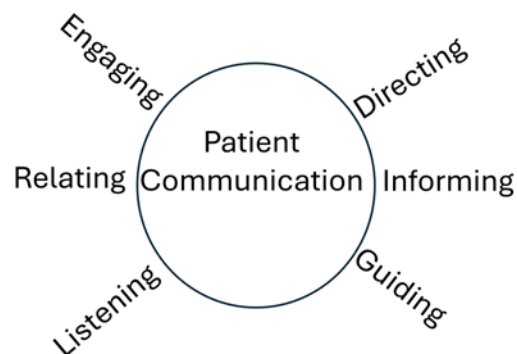 Engaging
Directing
Patient
Relating
Communication
Informing
Listening
Guiding